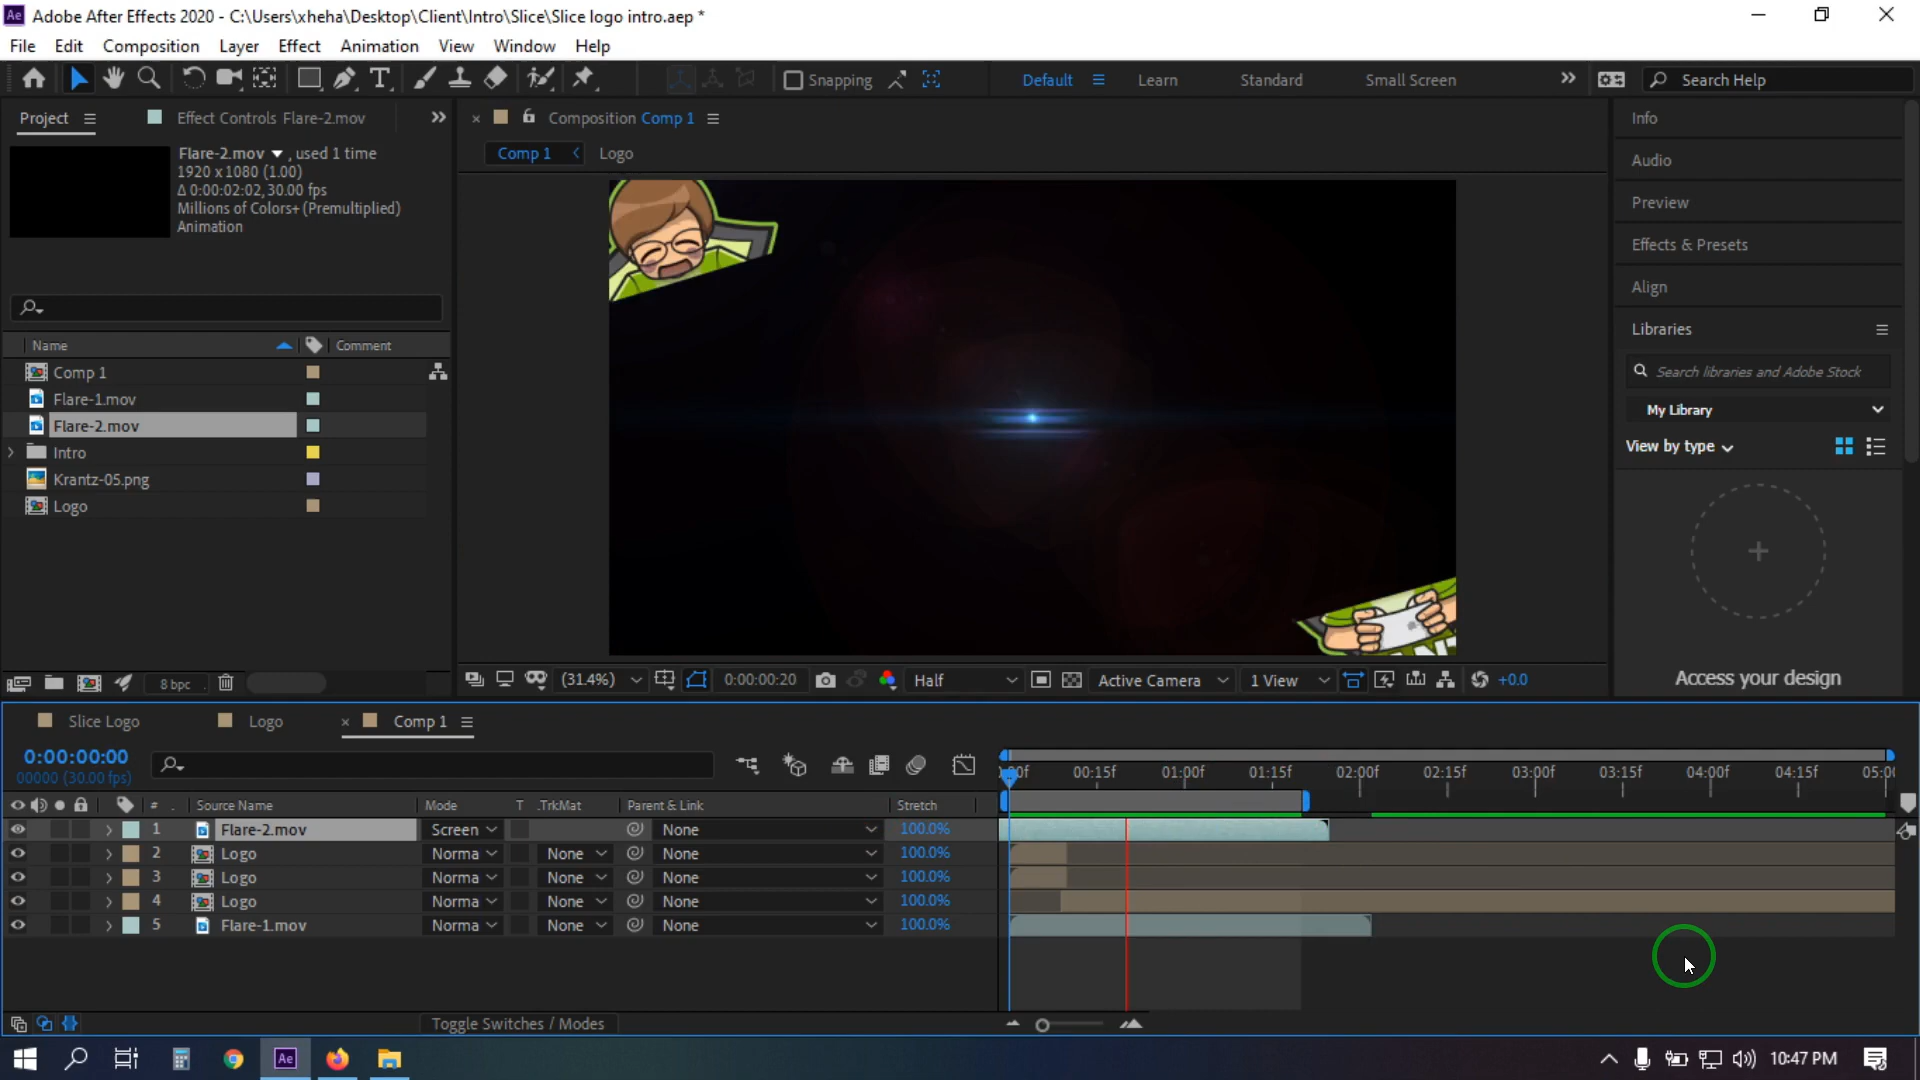 Ae Adobe After Effects 2020 - C:\Users\xheha\Desktop\Client\Intro\Slice\Slice logo intro.aep *
File Edit Composition Layer Effect Animation View Window Help
Snapping Default Learn Standard Small Screen Search Help
Project Effect Controls Flare-2.mov
Flare-2.mov , used 1 time
1920 x 1080 (1.00)
Δ 0:00:02:02, 30.00 fps
Millions of Colors+ (Premultiplied)
Animation
Name Comment
Comp 1
Flare-1.mov
Flare-2.mov
Intro
Krantz-05.png
Logo
8 bpc
Composition Comp 1
Comp 1 Logo
(31.4%) 0:00:00:20 Half Active Camera 1 View +0.0
Info
Audio
Preview
Effects & Presets
Align
Libraries
Search libraries and Adobe Stock
My Library
View by type
Access your design
Slice Logo Logo Comp 1
0:00:00:00
00000 (30.00 fps)
00:15f 01:00f 01:15f 02:00f 02:15f 03:00f 03:15f 04:00f 04:15f
# Source Name Mode T .TrkMat Parent & Link Stretch
1 Flare-2.mov Screen None 100.0%
2 Logo Norma None None 100.0%
3 Logo Norma None None 100.0%
4 Logo Norma None None 100.0%
5 Flare-1.mov Norma None None 100.0%
Toggle Switches / Modes
Ae 10:47 PM